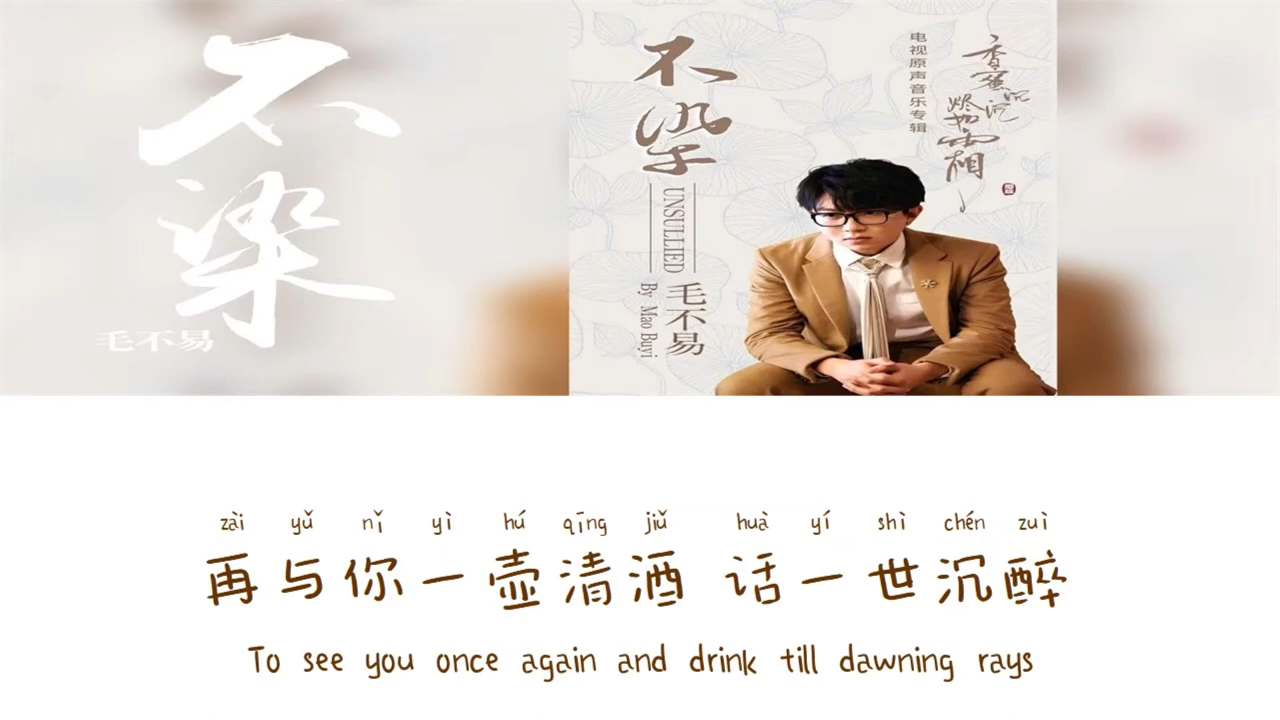 不染
毛不易
不染
UNSULLIED
By Mao Buyi
毛不易
电视原声音乐专辑
香蜜沉沉烬如霜
zài yǔ nǐ yì hú qīng jiǔ huà yí shì chén zuì
再与你一壶清酒 话一世沉醉
To see you once again and drink till dawning rays